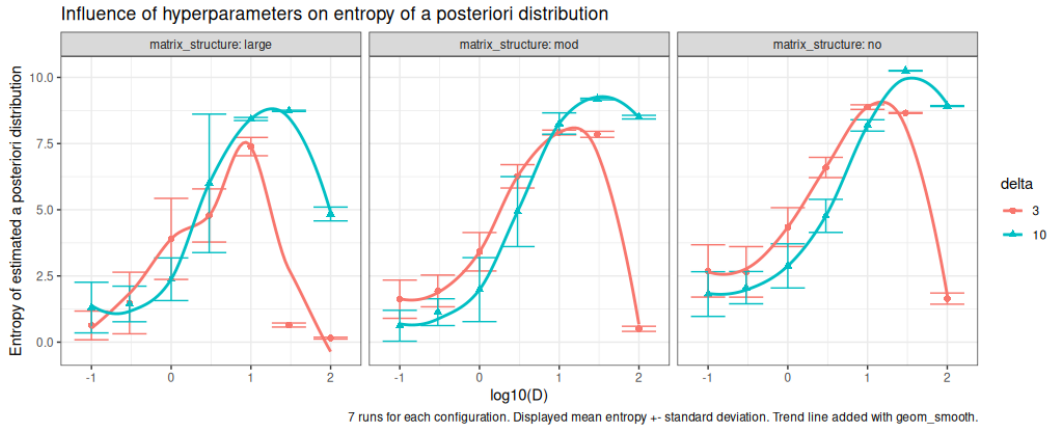 Influence of hyperparameters on entropy of a posteriori distribution
matrix_structure: large
matrix_structure: mod
matrix_structure: no
Entropy of estimated a posteriori distribution
10.0
7.5
5.0
2.5
0.0
-1 0 1 2
-1 0 1 2
-1 0 1 2
log10(D)
delta
3
10
7 runs for each configuration. Displayed mean entropy +- standard deviation. Trend line added with geom_smooth.